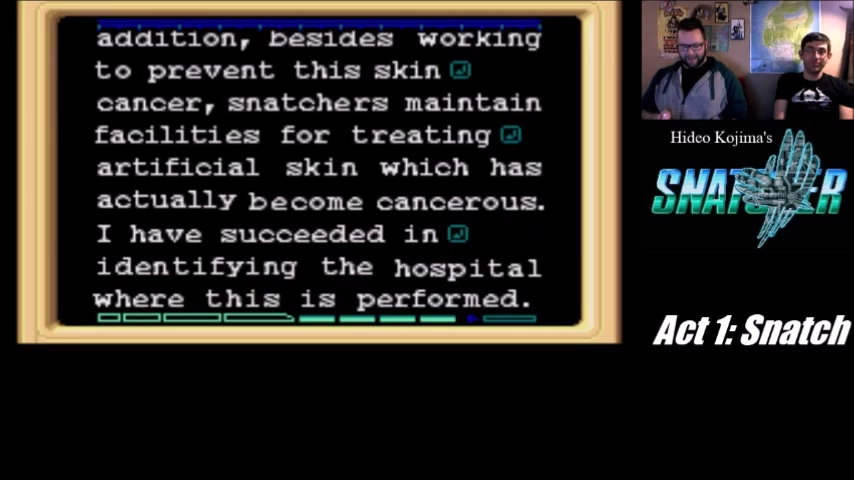 addition, besides working
to prevent this skin
cancer, snatchers maintain
facilities for treating
artificial skin which has
actually become cancerous.
I have succeeded in
identifying the hospital
where this is performed.
Hideo Kojima's
SNATCHER
Act 1: Snatch